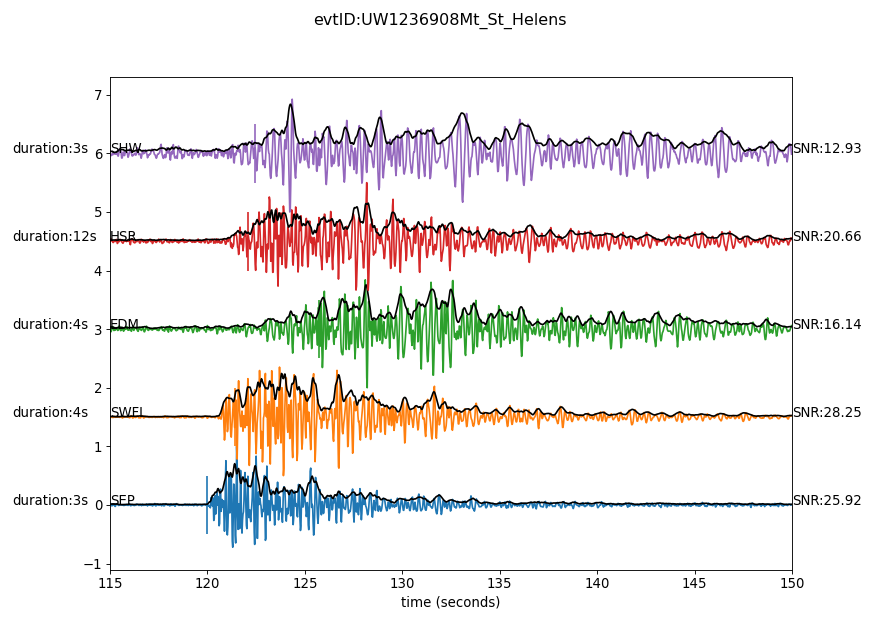 evtID:UW1236908Mt_St_Helens
7
duration:3s SHW 6 SNR:12.93
5
duration:12s HSR SNR:20.66
4
duration:4s EDM 3 SNR:16.14
2
duration:4s SWFL SNR:28.25
1
duration:3s SEP 0 SNR:25.92
−1
115 120 125 130 135 140 145 150
time (seconds)